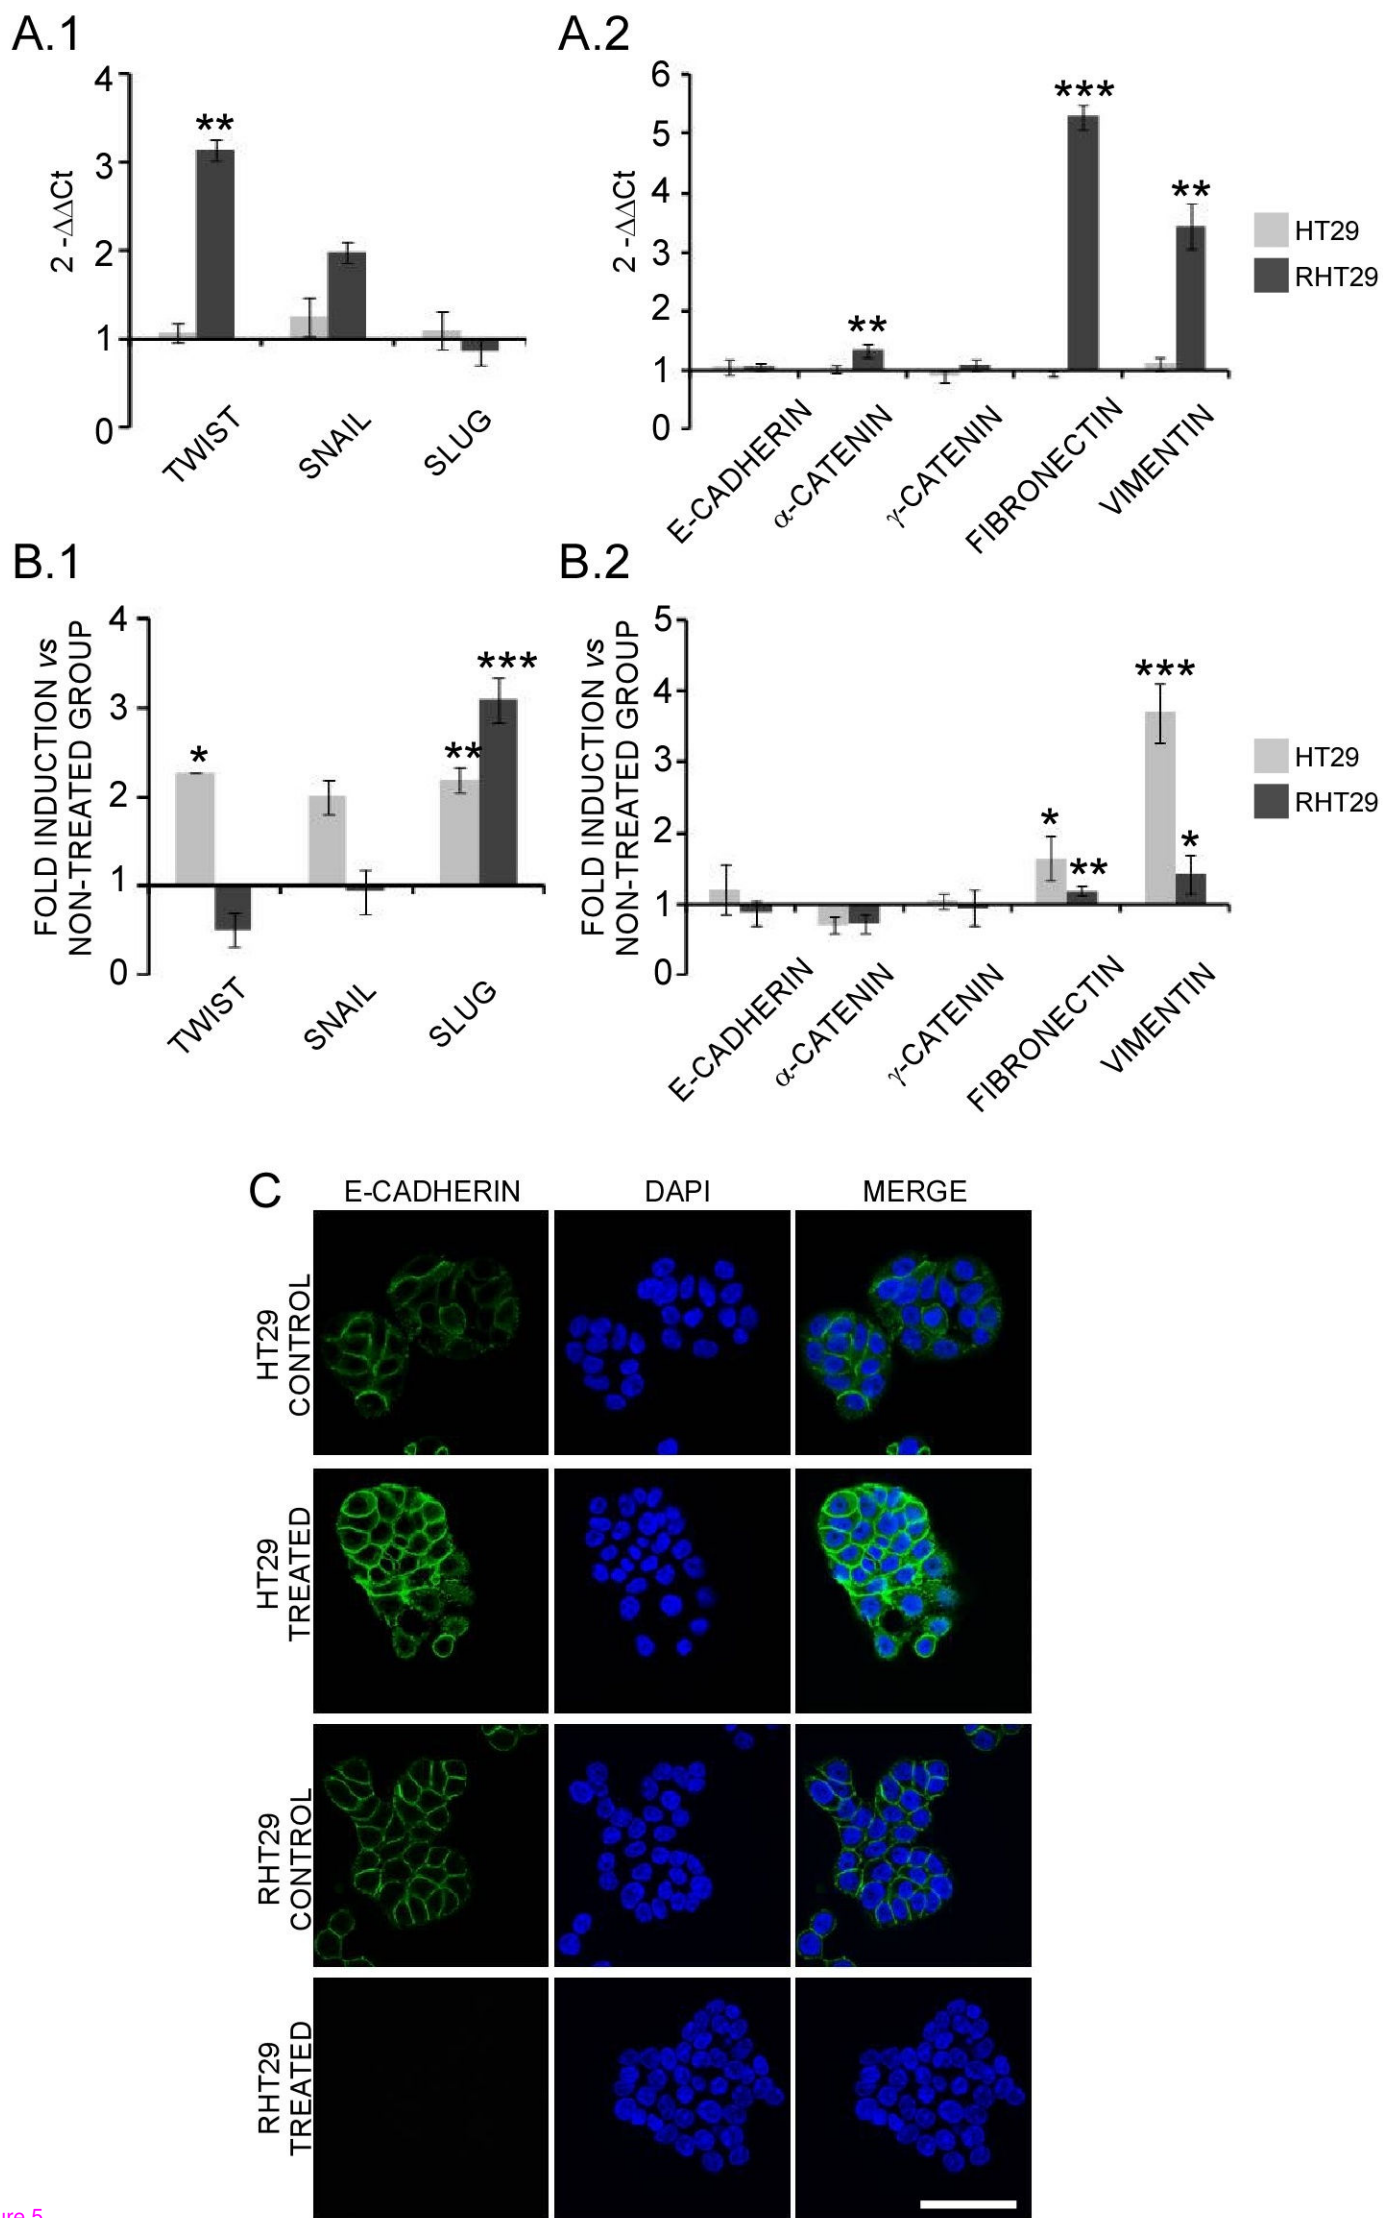 A.1
A.2
4
3
2
1
0
2 -ΔΔCt
**
TWIST
SNAIL
SLUG
6
5
4
3
2
1
0
2 -ΔΔCt
**
***
**
E-CADHERIN
α-CATENIN
γ-CATENIN
FIBRONECTIN
VIMENTIN
HT29
RHT29
B.1
B.2
4
3
2
1
0
FOLD INDUCTION vs
NON-TREATED GROUP
*
**
***
TWIST
SNAIL
SLUG
5
4
3
2
1
0
FOLD INDUCTION vs
NON-TREATED GROUP
*
**
***
*
E-CADHERIN
α-CATENIN
γ-CATENIN
FIBRONECTIN
VIMENTIN
HT29
RHT29
C
E-CADHERIN
DAPI
MERGE
HT29
CONTROL
HT29
TREATED
RHT29
CONTROL
RHT29
TREATED